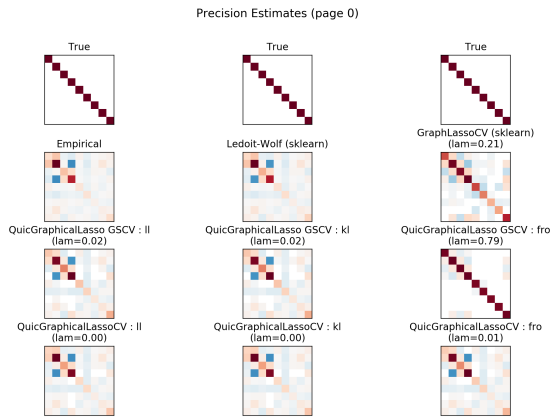 Precision Estimates (page 0)
True
True
True
Empirical
Ledoit-Wolf (sklearn)
GraphLassoCV (sklearn)
(lam=0.21)
QuicGraphicalLasso GSCV : ll
(lam=0.02)
QuicGraphicalLasso GSCV : kl
(lam=0.02)
QuicGraphicalLasso GSCV : fro
(lam=0.79)
QuicGraphicalLassoCV : ll
(lam=0.00)
QuicGraphicalLassoCV : kl
(lam=0.00)
QuicGraphicalLassoCV : fro
(lam=0.01)